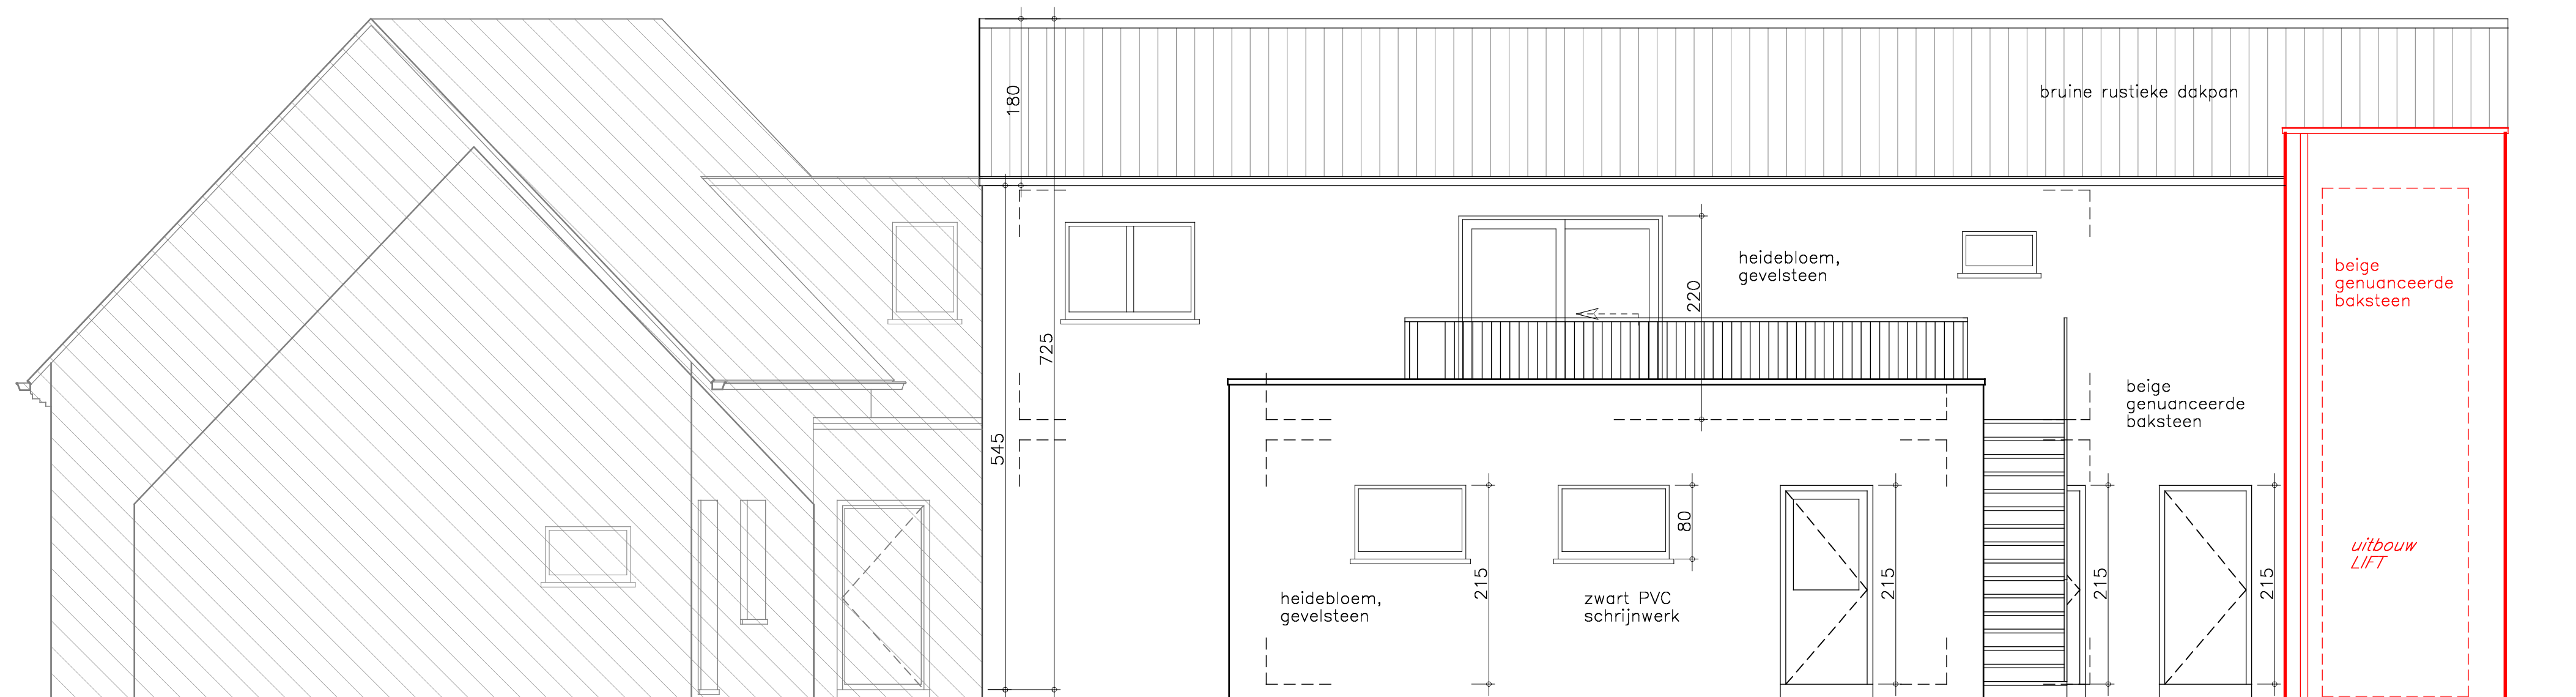 bruine rustieke dakpan
180
heidebloem,
gevelsteen
beige
genuanceerde
baksteen
220
725
beige
genuanceerde
baksteen
545
80
uitbouw
LIFT
215
215
215
215
heidebloem,
gevelsteen
zwart PVC
schrijnwerk